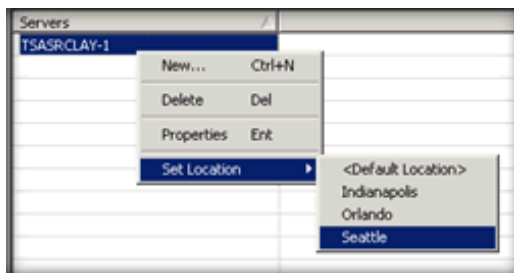 Servers
TSASRCLAY-1
New... Ctrl+N
Delete Del
Properties Ent
Set Location
<Default Location>
Indianapolis
Orlando
Seattle